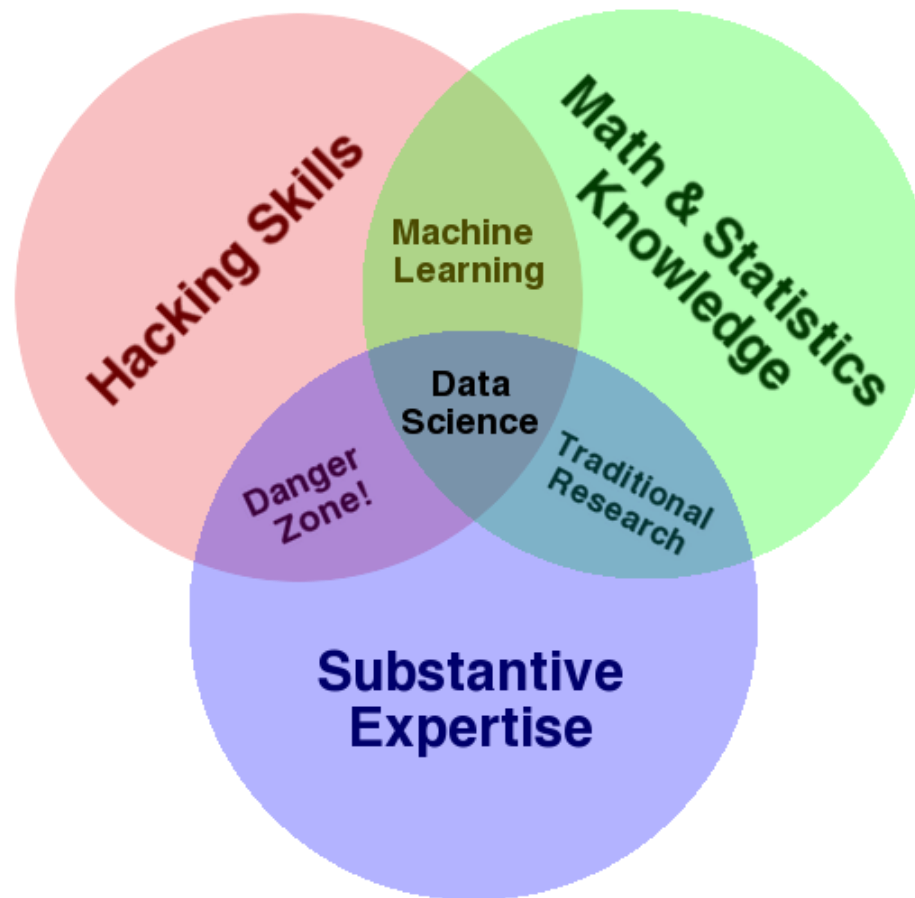 Hacking Skills
Math & Statistics
Knowledge
Machine
Learning
Data
Science
Danger
Zone!
Traditional
Research
Substantive
Expertise